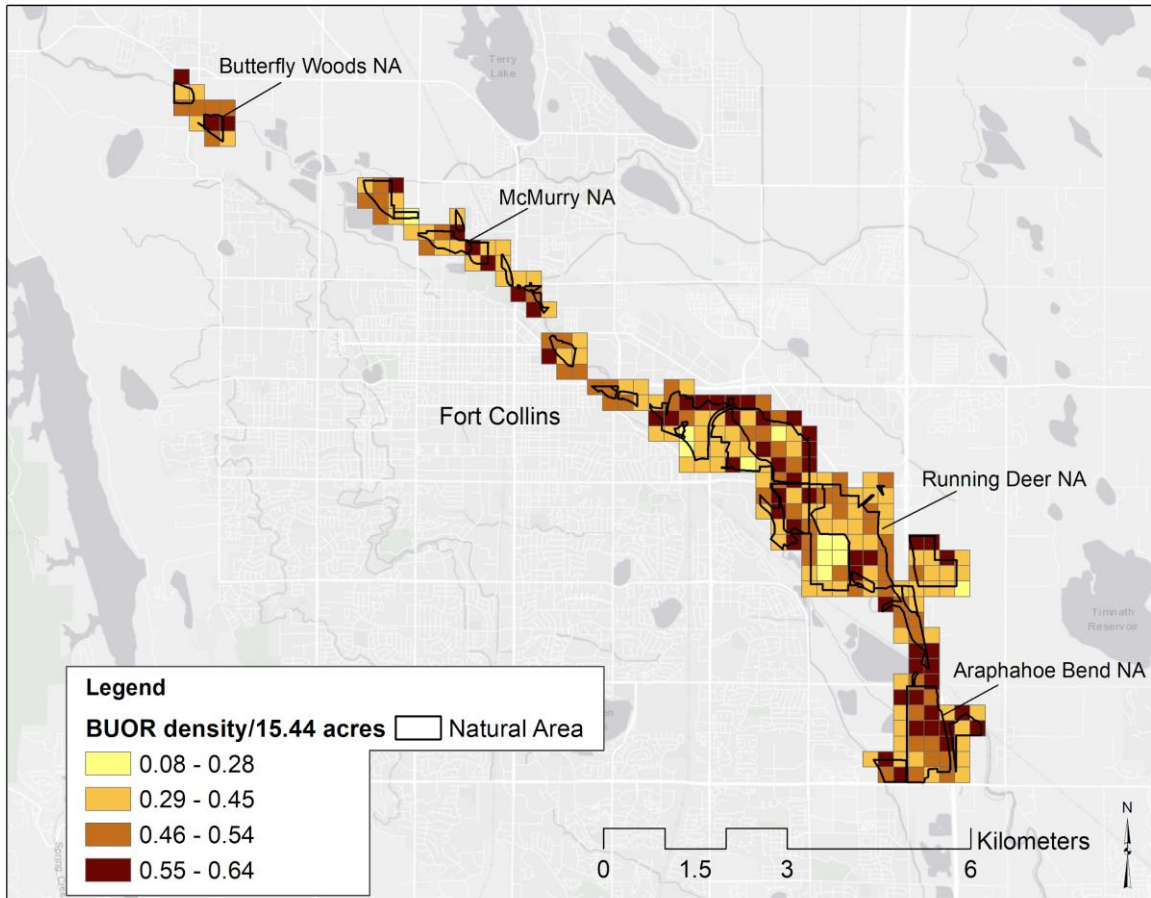 Terry
Lake
Butterfly Woods NA
McMurry NA
Fort Collins
Running Deer NA
Timnath
Reservoir
Araphahoe Bend NA
Legend
BUOR density/15.44 acres
Natural Area
0.08 - 0.28
0.29 - 0.45
0.46 - 0.54
0.55 - 0.64
Kilometers
0 1.5 3 6
N
Spring